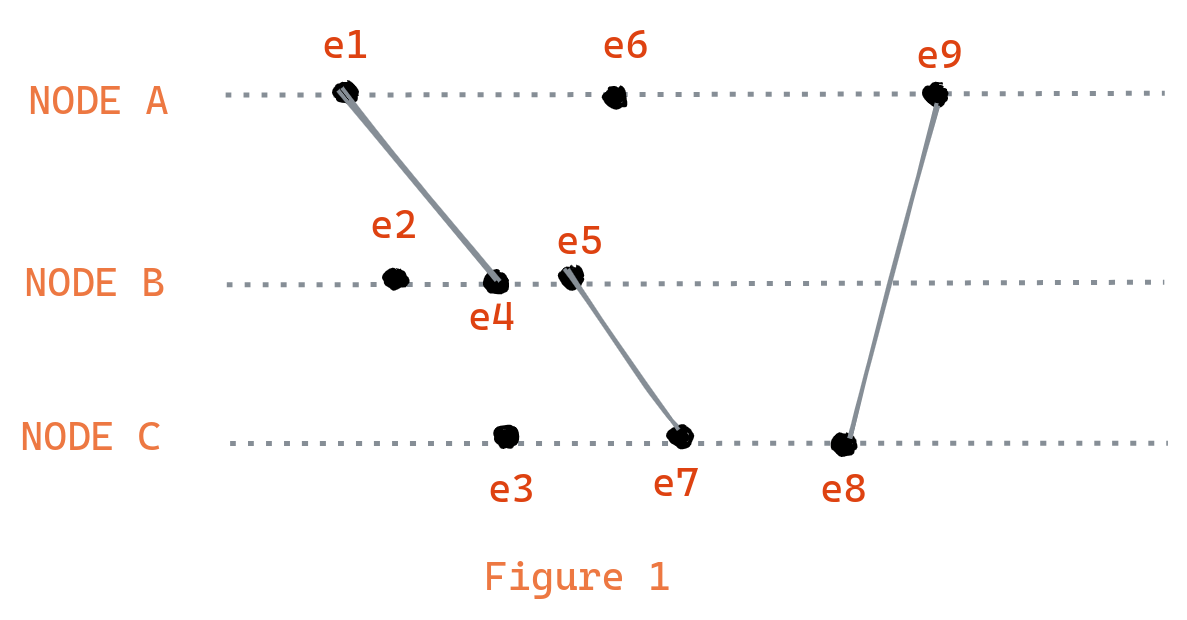 e1 e6 e9
NODE A
e2 e5
NODE B
e4
NODE C
e3 e7 e8
Figure 1